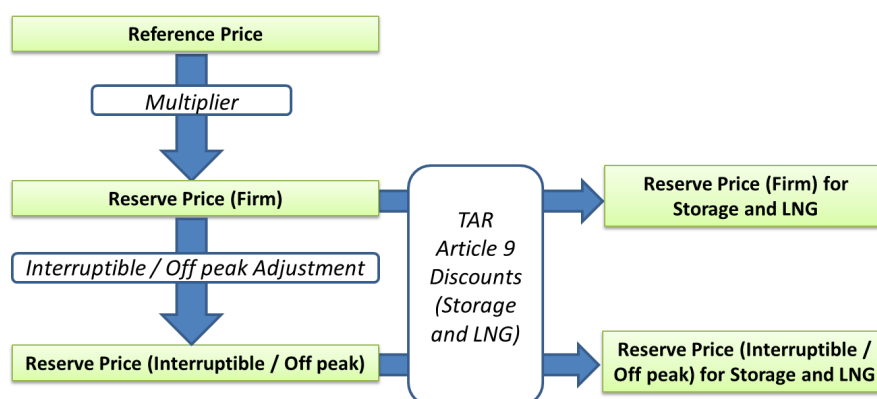 Reference Price
Multiplier
Reserve Price (Firm)
Interruptible / Off peak Adjustment
Reserve Price (Interruptible / Off peak)
TAR
Article 9
Discounts
(Storage
and LNG)
Reserve Price (Firm) for
Storage and LNG
Reserve Price (Interruptible /
Off peak) for Storage and LNG